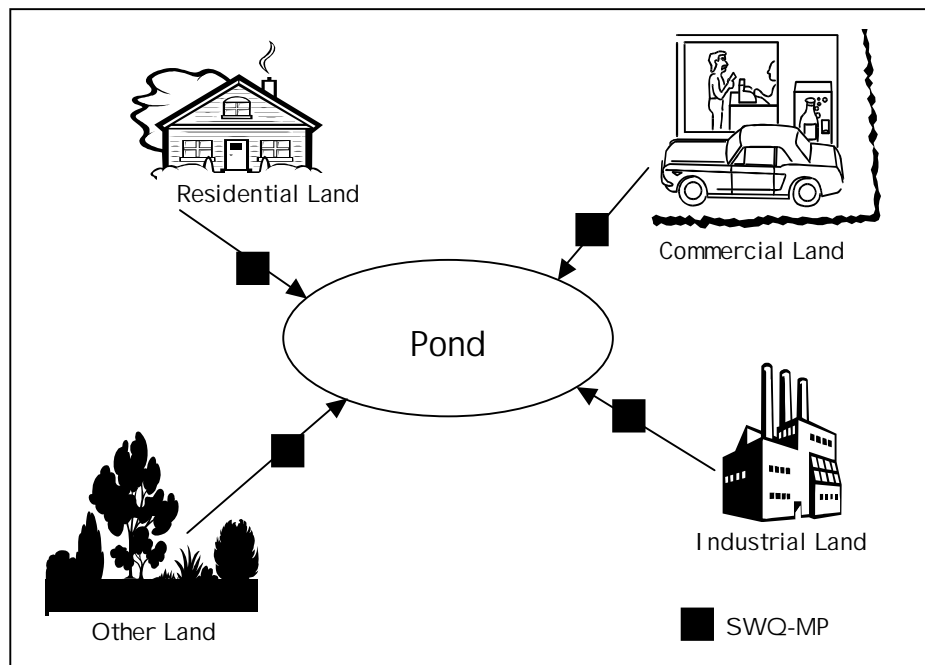 Residential Land
Commercial Land
Pond
Industrial Land
Other Land
SWQ-MP